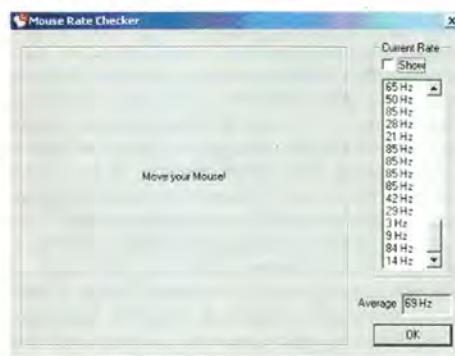 Mouse Rate Checker
Current Rate
Show
65 Hz
50 Hz
85 Hz
28 Hz
21 Hz
85 Hz
85 Hz
85 Hz
85 Hz
42 Hz
29 Hz
3 Hz
9 Hz
84 Hz
14 Hz
Move your Mouse!
Average 69 Hz
OK